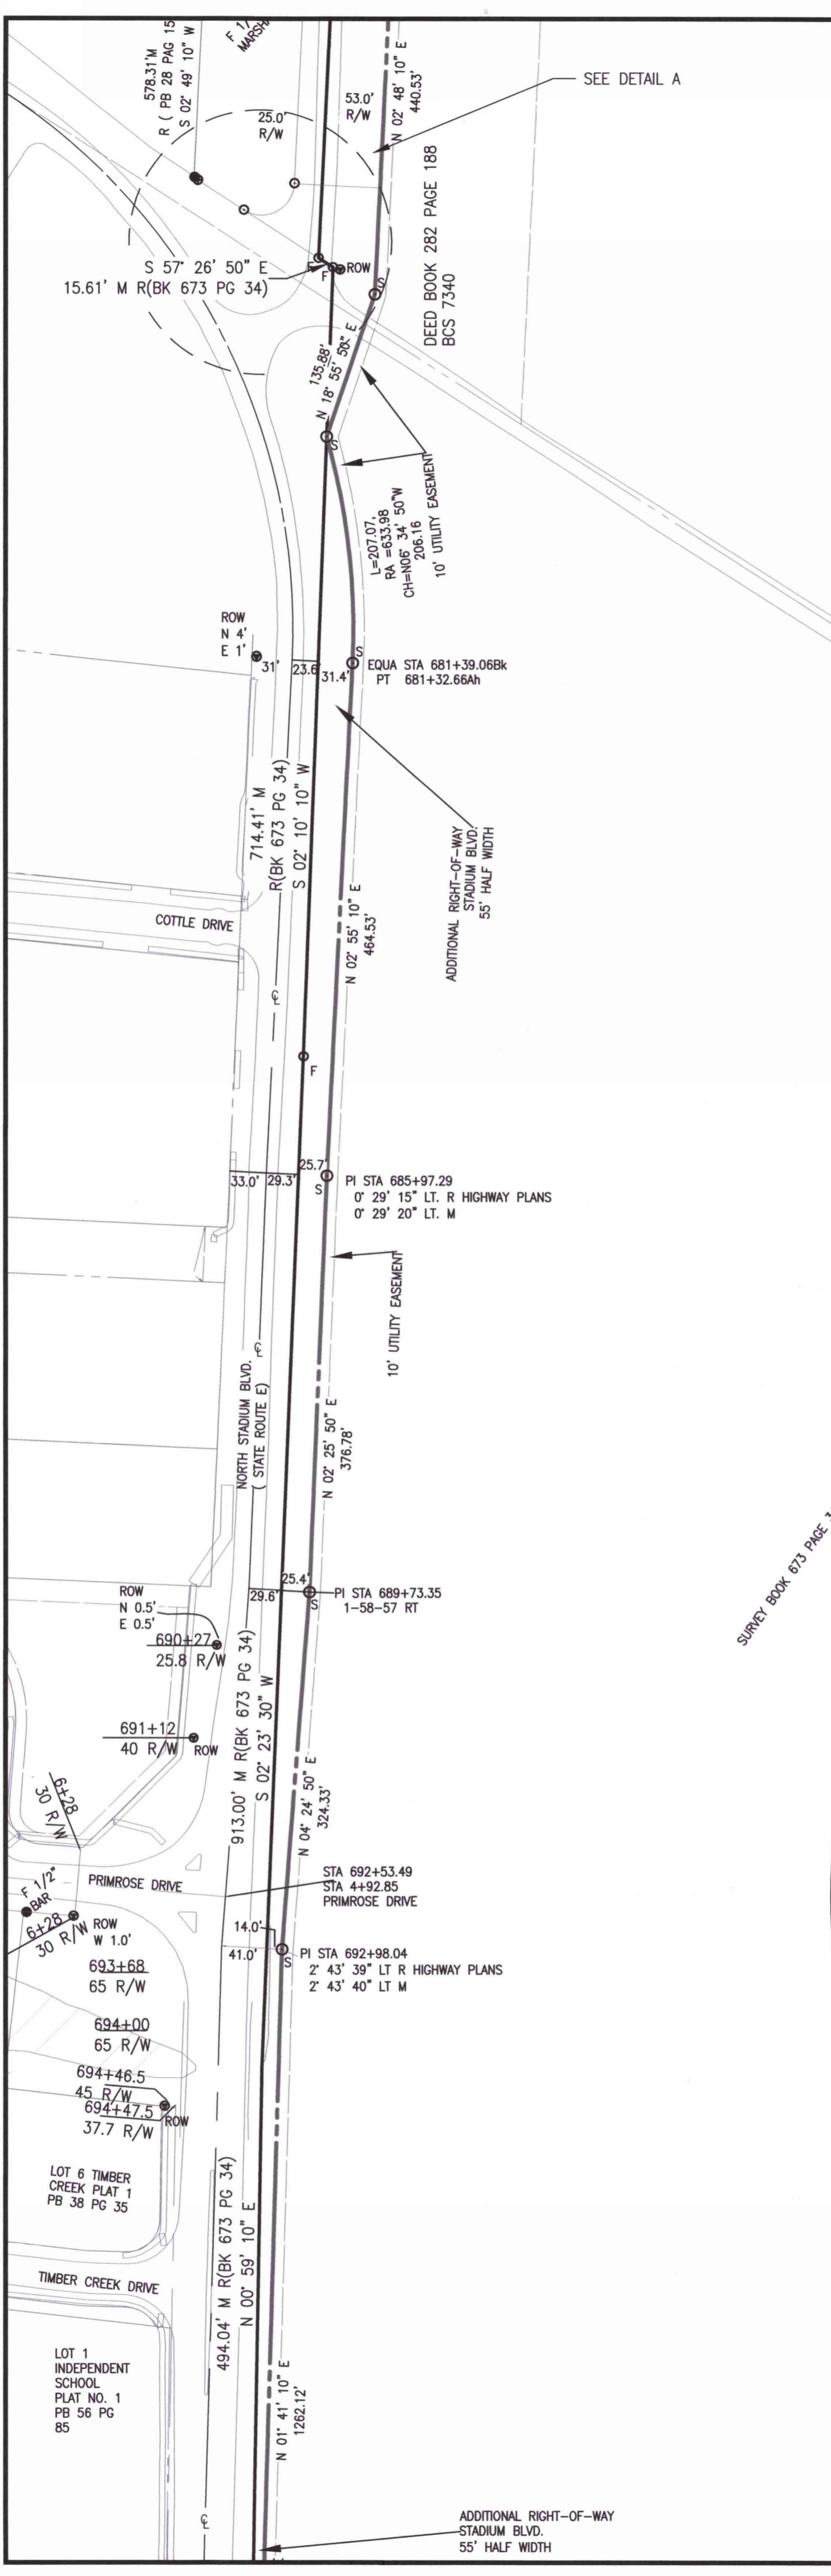 578.31'M
R ( PB 28 PAG 15
S 02° 49' 10" W
F 1/
25.0'
R/W
53.0'
R/W
N 02° 48' 10" E
440.53'
SEE DETAIL A
DEED BOOK 282 PAGE 188
BCS 7340
S 57° 26' 50" E
15.61' M R(BK 673 PG 34)
F
F
ROW
S
135.88'
N 18° 55' 50" E
S
10' UTILITY EASEMENT
L=207.07,
RA =633.98
CH=N06° 34' 50"W
206.16
ROW
N 4'
E 1'
31'
23.6'
31.4'
S
EQUA STA 681+39.06Bk
PT 681+32.66Ah
714.41' M
R(BK 673 PG 34)
S 02° 10' 10" W
ADDITIONAL RIGHT-OF-WAY
STADIUM BLVD.
55' HALF WIDTH
COTTLE DRIVE
N 02° 55' 10" E
464.53'
F
33.0'
29.3'
25.7'
S
PI STA 685+97.29
0° 29' 15" LT. R HIGHWAY PLANS
0° 29' 20" LT. M
10' UTILITY EASEMENT
NORTH STADIUM BLVD.
( STATE ROUTE E)
N 02° 25' 50" E
376.78'
SURVEY BOOK 673 PAGE
ROW
N 0.5'
E 0.5'
25.4'
29.6'
S
PI STA 689+73.35
1-58-57 RT
690+27
25.8 R/W
913.00' M R(BK 673 PG 34)
S 02° 23' 30" W
691+12
40 R/W
ROW
6+28
30 R/W
N 04° 24' 50" E
324.33'
PRIMROSE DRIVE
STA 692+53.49
STA 4+92.85
PRIMROSE DRIVE
F 1/2"
BAR
6+28
30 R/W
ROW
W 1.0'
14.0'
41.0'
S
PI STA 692+98.04
2° 43' 39" LT R HIGHWAY PLANS
2° 43' 40" LT M
693+68
65 R/W
694+00
65 R/W
694+46.5
45 R/W
694+47.5
37.7 R/W
ROW
LOT 6 TIMBER
CREEK PLAT 1
PB 38 PG 35
494.04' M R(BK 673 PG 34)
N 00° 59' 10" E
TIMBER CREEK DRIVE
LOT 1
INDEPENDENT
SCHOOL
PLAT NO. 1
PB 56 PG
85
N 01° 41' 10" E
1262.12'
ADDITIONAL RIGHT-OF-WAY
STADIUM BLVD.
55' HALF WIDTH